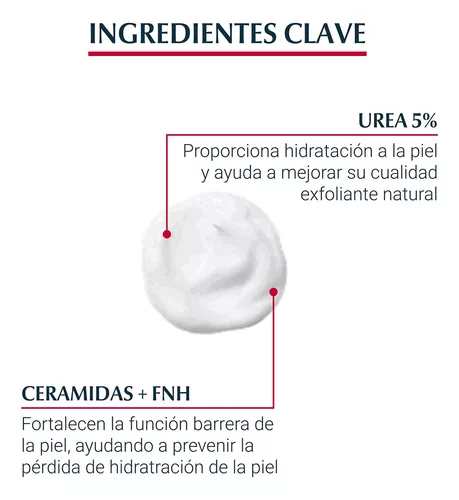 INGREDIENTES CLAVE
UREA 5%
Proporciona hidratación a la piel
y ayuda a mejorar su cualidad
exfoliante natural
CERAMIDAS + FNH
Fortalecen la función barrera de
la piel, ayudando a prevenir la
pérdida de hidratración de la piel